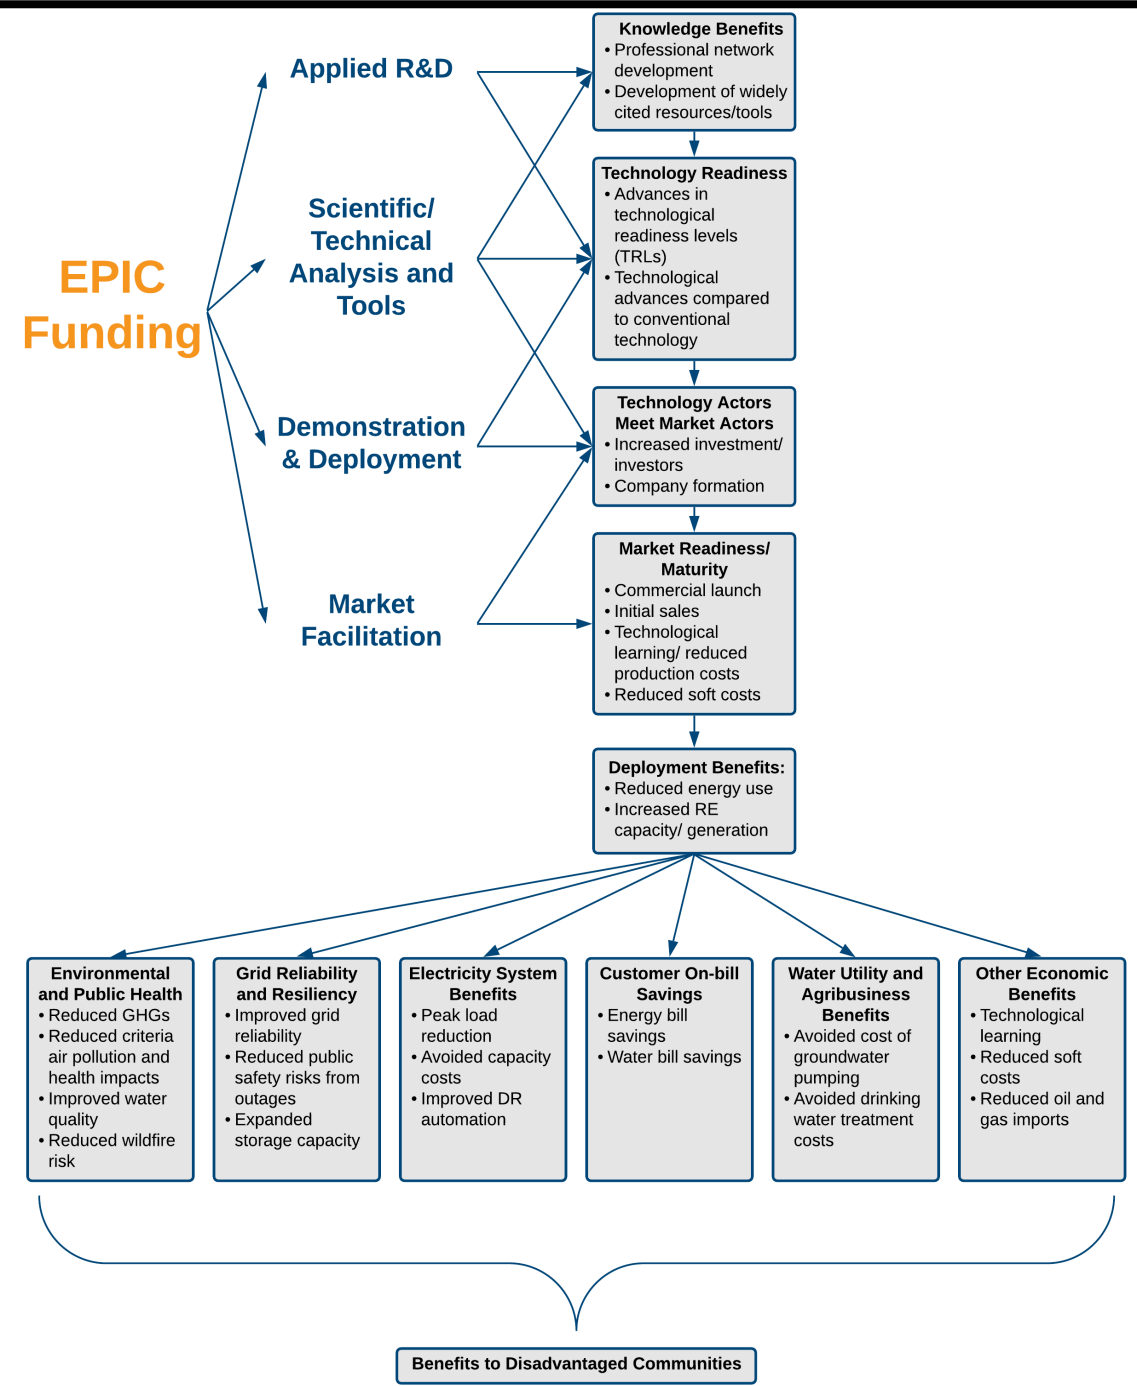 EPIC
Funding
Applied R&D
Scientific/
Technical
Analysis and
Tools
Demonstration
& Deployment
Market
Facilitation
Knowledge Benefits
• Professional network
development
• Development of widely
cited resources/tools
Technology Readiness
• Advances in
technological
readiness levels
(TRLs)
• Technological
advances compared
to conventional
technology
Technology Actors
Meet Market Actors
• Increased investment/
investors
• Company formation
Market Readiness/
Maturity
• Commercial launch
• Initial sales
• Technological
learning/ reduced
production costs
• Reduced soft costs
Deployment Benefits:
• Reduced energy use
• Increased RE
capacity/ generation
Environmental
and Public Health
• Reduced GHGs
• Reduced criteria
air pollution and
health impacts
• Improved water
quality
• Reduced wildfire
risk
Grid Reliability
and Resiliency
• Improved grid
reliability
• Reduced public
safety risks from
outages
• Expanded
storage capacity
Electricity System
Benefits
• Peak load
reduction
• Avoided capacity
costs
• Improved DR
automation
Customer On-bill
Savings
• Energy bill
savings
• Water bill savings
Water Utility and
Agribusiness
Benefits
• Avoided cost of
groundwater
pumping
• Avoided drinking
water treatment
costs
Other Economic
Benefits
• Technological
learning
• Reduced soft
costs
• Reduced oil and
gas imports
Benefits to Disadvantaged Communities